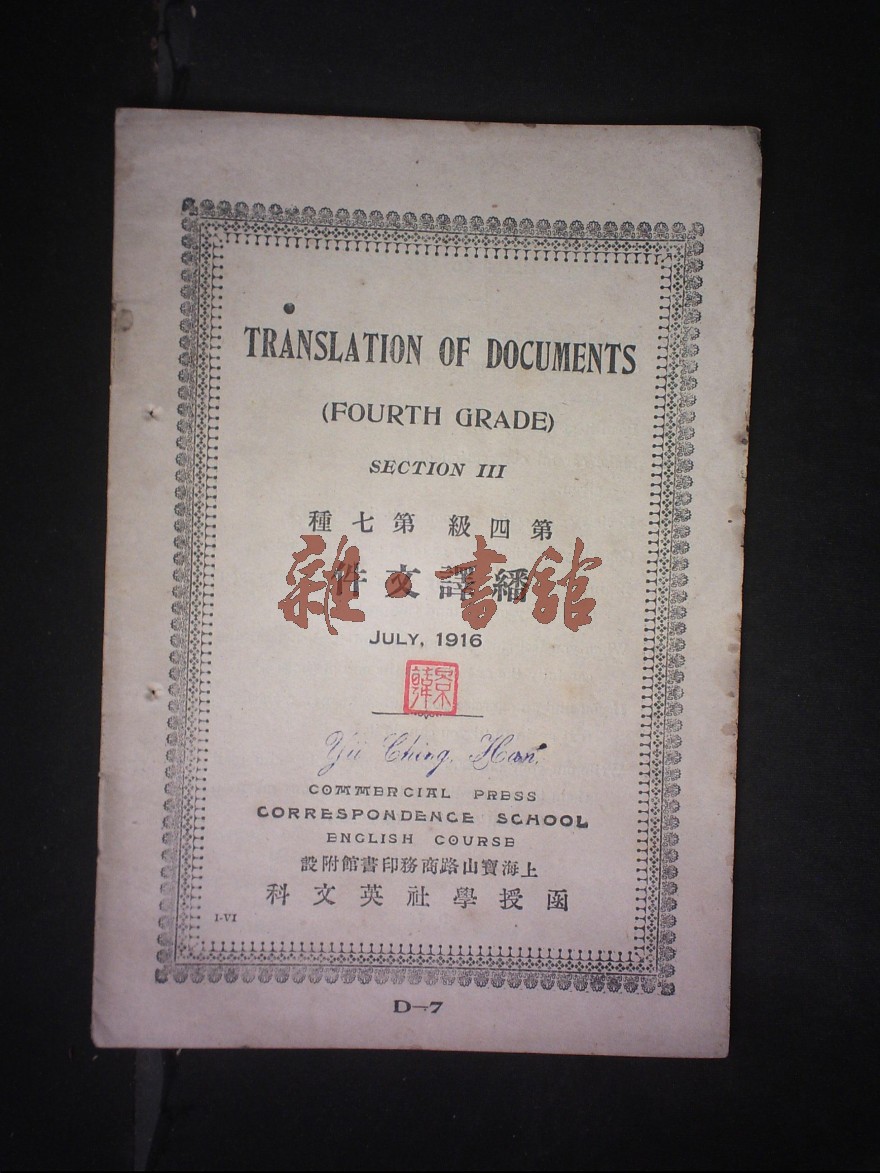 TRANSLATION OF DOCUMENTS
(FOURTH GRADE)
SECTION III
第四級 第七種
繙譯文件
雜·書館
JULY, 1916
景韓
Yü Ching Han.
COMMERCIAL PRESS
CORRESPONDENCE SCHOOL
ENGLISH COURSE
上海寶山路商務印書館附設
函授學社英文科
I-VI
D—7